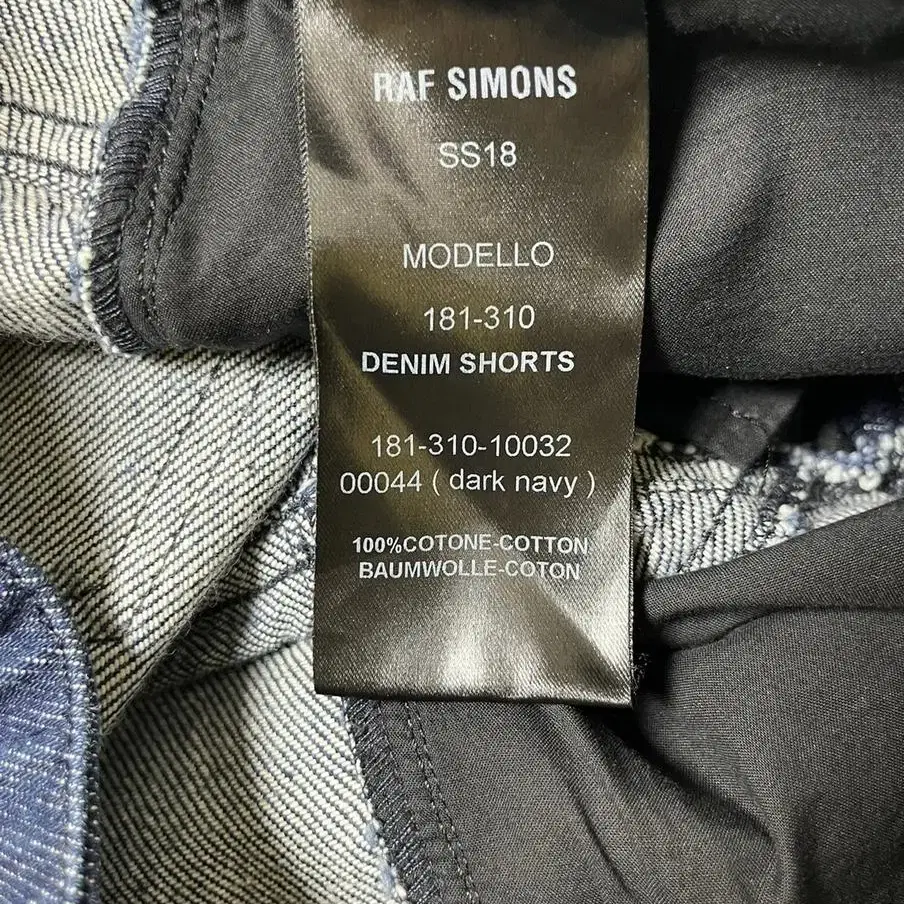 RAF SIMONS
SS18
MODELLO
181-310
DENIM SHORTS
181-310-10032
00044 ( dark navy )
100%COTONE-COTTON
BAUMWOLLE-COTON